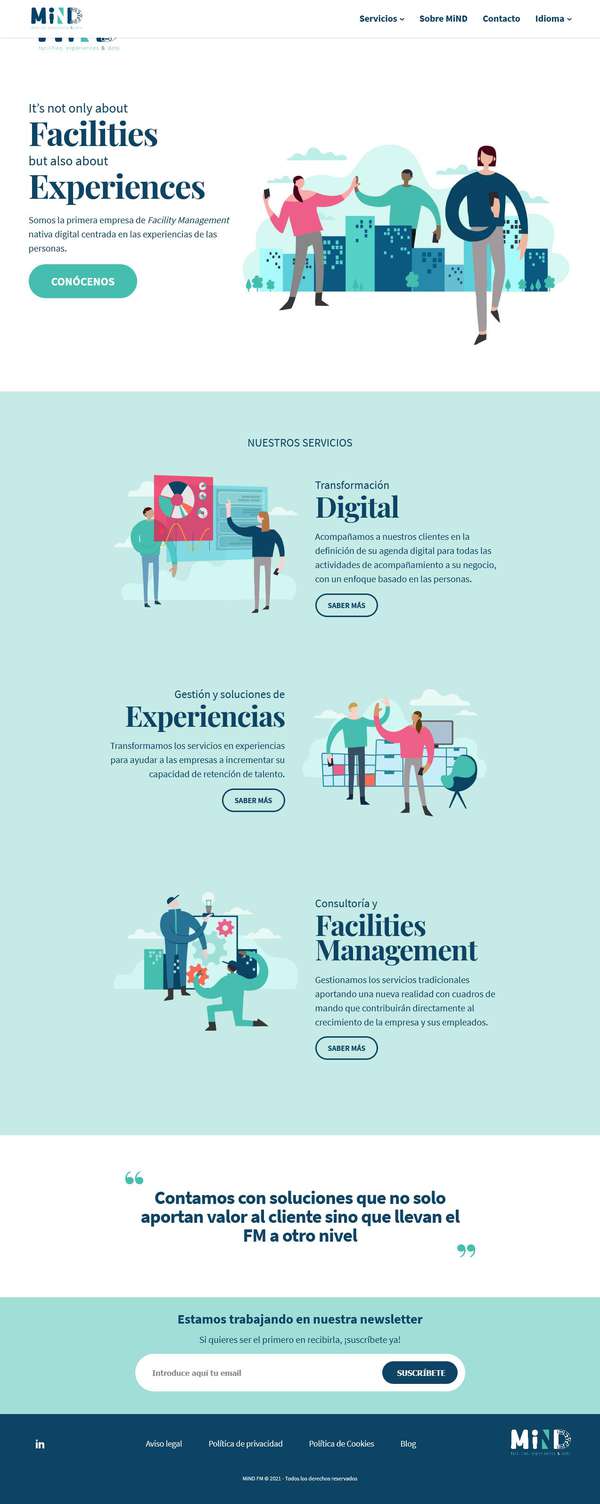 MiND
Servicios
Sobre MiND
Contacto
Idioma
facilities, experiences & data
It's not only about
Facilities
but also about
Experiences
Somos la primera empresa de Facility Management
nativa digital centrada en las experiencias de las
personas.
CONÓCENOS
NUESTROS SERVICIOS
Transformación
Digital
Acompañamos a nuestros clientes en la
definición de su agenda digital para todas las
actividades de acompañamiento a su negocio,
con un enfoque basado en las personas.
SABER MÁS
Gestión y soluciones de
Experiencias
Transformamos los servicios en experiencias
para ayudar a las empresas a incrementar su
capacidad de retención de talento.
SABER MÁS
Consultoría y
Facilities
Management
Gestionamos los servicios tradicionales
aportando una nueva realidad con cuadros de
mando que contribuirán directamente al
crecimiento de la empresa y sus empleados.
SABER MÁS
“
Contamos con soluciones que no solo
aportan valor al cliente sino que llevan el
FM a otro nivel
”
Estamos trabajando en nuestra newsletter
Si quieres ser el primero en recibirla, ¡suscríbete ya!
Introduce aquí tu email
SUSCRÍBETE
in
Aviso legal
Política de privacidad
Política de Cookies
Blog
MiND
facilities, experiences & data
MiND FM © 2021 - Todos los derechos reservados